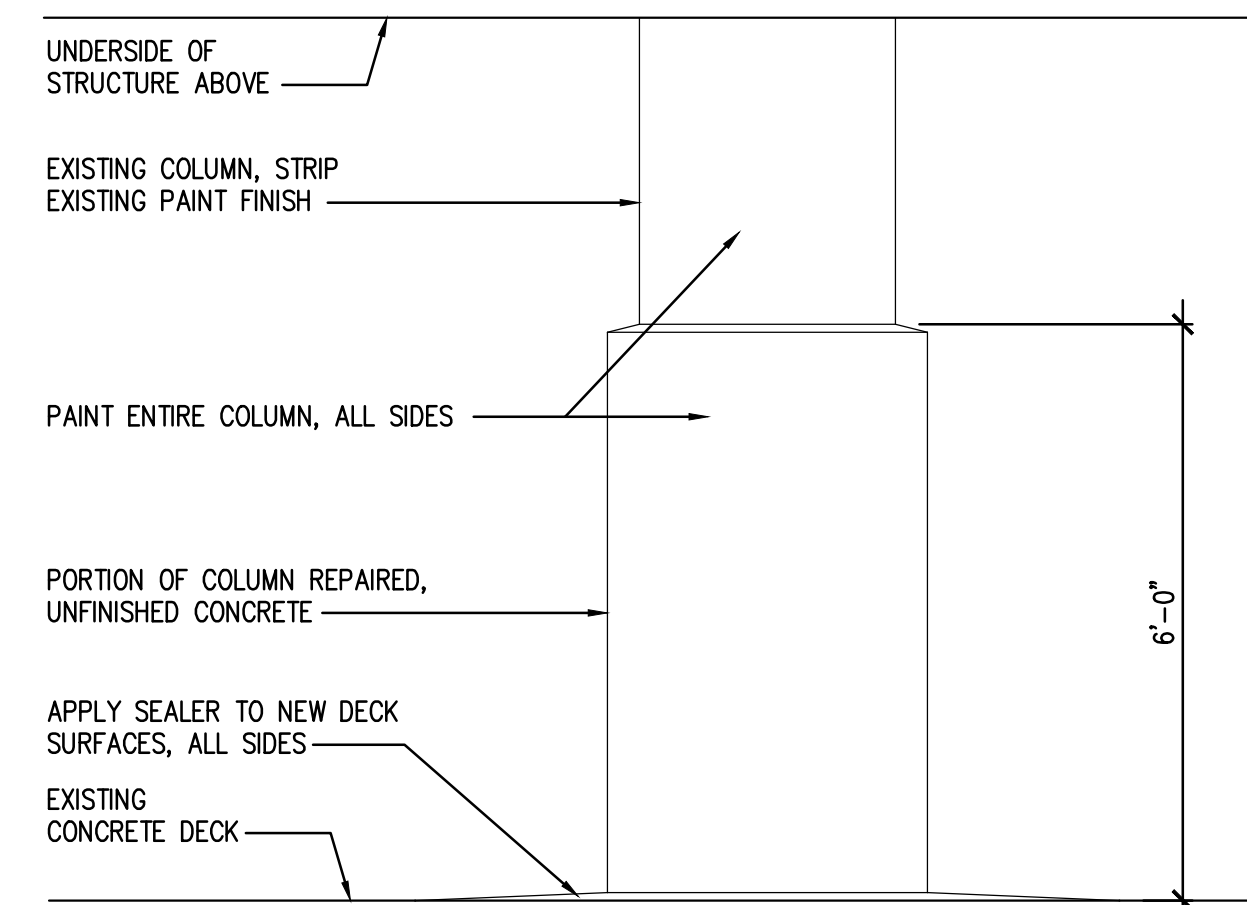 UNDERSIDE OF
STRUCTURE ABOVE
EXISTING COLUMN, STRIP
EXISTING PAINT FINISH
PAINT ENTIRE COLUMN, ALL SIDES
PORTION OF COLUMN REPAIRED,
UNFINISHED CONCRETE
6'-0"
APPLY SEALER TO NEW DECK
SURFACES, ALL SIDES
EXISTING
CONCRETE DECK